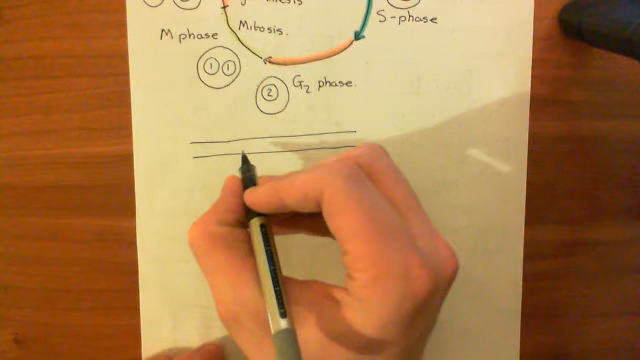 S-phase
Mitosis.
M phase
1 1
G₂ phase.
2